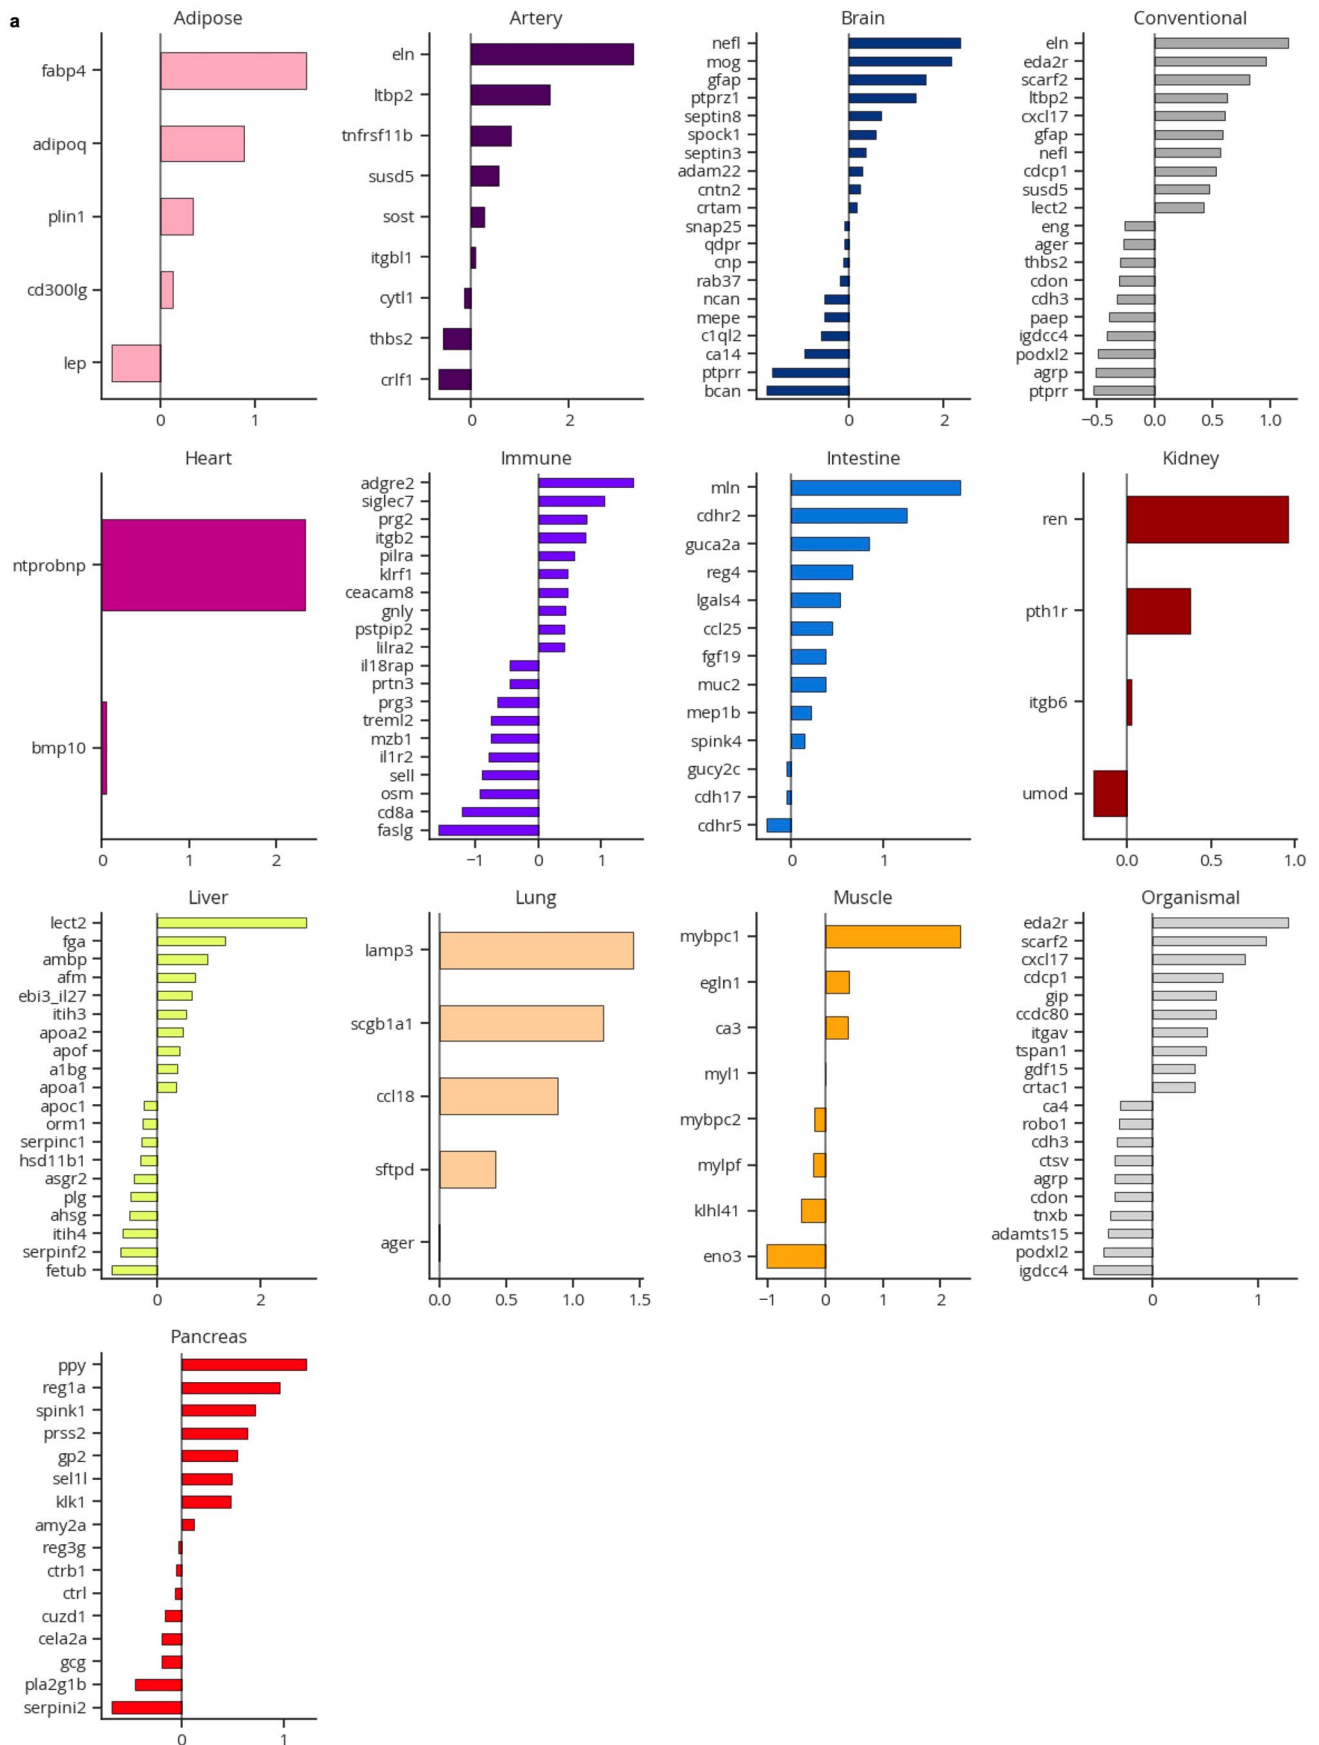 a
Adipose
fabp4
adipoq
plin1
cd300lg
lep
0 1
Artery
eln
ltbp2
tnfrsf11b
susd5
sost
itgbl1
cytl1
thbs2
crlf1
0 2
Brain
nefl
mog
gfap
ptprz1
septin8
spock1
septin3
adam22
cntn2
crtam
snap25
qdpr
cnp
rab37
ncan
mepe
c1ql2
ca14
ptprr
bcan
0 2
Conventional
eln
eda2r
scarf2
ltbp2
cxcl17
gfap
nefl
cdcp1
susd5
lect2
eng
ager
thbs2
cdon
cdh3
paep
igdcc4
podxl2
agrp
ptprr
−0.5 0.0 0.5 1.0
Heart
ntprobnp
bmp10
0 1 2
Immune
adgre2
siglec7
prg2
itgb2
pilra
klrf1
ceacam8
gnly
pstpip2
lilra2
il18rap
prtn3
prg3
treml2
mzb1
il1r2
sell
osm
cd8a
faslg
−1 0 1
Intestine
mln
cdhr2
guca2a
reg4
lgals4
ccl25
fgf19
muc2
mep1b
spink4
gucy2c
cdh17
cdhr5
0 1
Kidney
ren
pth1r
itgb6
umod
0.0 0.5 1.0
Liver
lect2
fga
ambp
afm
ebi3_il27
itih3
apoa2
apof
a1bg
apoa1
apoc1
orm1
serpinc1
hsd11b1
asgr2
plg
ahsg
itih4
serpinf2
fetub
0 2
Lung
lamp3
scgb1a1
ccl18
sftpd
ager
0.0 0.5 1.0 1.5
Muscle
mybpc1
egln1
ca3
myl1
mybpc2
mylpf
klhl41
eno3
−1 0 1 2
Organismal
eda2r
scarf2
cxcl17
cdcp1
gip
ccdc80
itgav
tspan1
gdf15
crtac1
ca4
robo1
cdh3
ctsv
agrp
cdon
tnxb
adamts15
podxl2
igdcc4
0 1
Pancreas
ppy
reg1a
spink1
prss2
gp2
sel1l
klk1
amy2a
reg3g
ctrb1
ctrl
cuzd1
cela2a
gcg
pla2g1b
serpini2
0 1